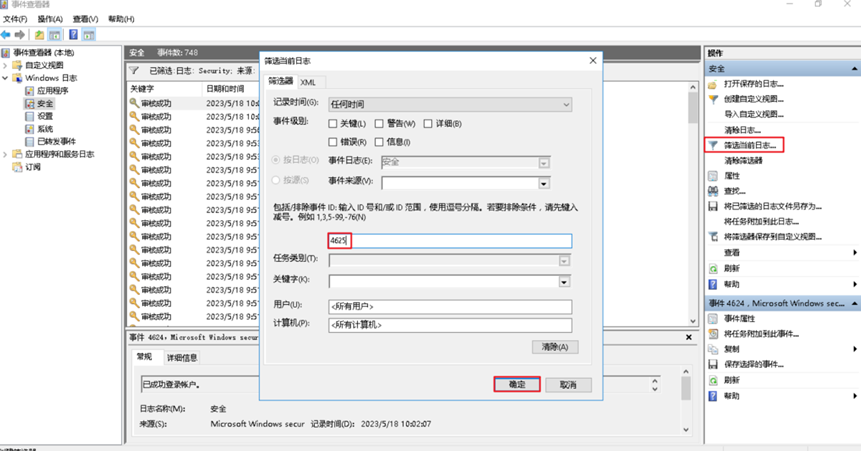 事件查看器
文件(F) 操作(A) 查看(V) 帮助(H)
事件查看器 (本地)
自定义视图
Windows 日志
应用程序
安全
设置
系统
已转发事件
应用程序和服务日志
订阅
安全 事件数: 748
已筛选:日志: Security; 来源:
关键字 日期和时间
审核成功 2023/5/18 10:0
审核成功 2023/5/18 10:0
审核成功 2023/5/18 9:5
审核成功 2023/5/18 9:5
审核成功 2023/5/18 9:5
审核成功 2023/5/18 9:5
审核成功 2023/5/18 9:5
审核成功 2023/5/18 9:5
审核成功 2023/5/18 9:5
审核成功 2023/5/18 9:5
审核成功 2023/5/18 9:5
审核成功 2023/5/18 9:5
审核成功 2023/5/18 9:5
审核成功 2023/5/18 9:5
审核成功 2023/5/18 9:5
审核成功 2023/5/18 9:5
事件 4624, Microsoft Windows secur
常规 详细信息
已成功登录帐户。
日志名称(M): 安全
来源(S): Microsoft Windows secur 记录时间(D): 2023/5/18 10:02:07
筛选当前日志
筛选器 XML
记录时间(G): 任何时间
事件级别: 关键(L) 警告(W) 详细(B)
错误(R) 信息(I)
按日志(O) 事件日志(E): 安全
按源(S) 事件来源(V):
包括/排除事件 ID: 输入 ID 号和/或 ID 范围，使用逗号分隔。若要排除条件，请先键入
减号。例如 1,3,5-99,-76(N)
4625
任务类别(T):
关键字(K):
用户(U): <所有用户>
计算机(P): <所有计算机>
清除(A)
确定 取消
操作
安全
打开保存的日志...
创建自定义视图...
导入自定义视图...
清除日志...
筛选当前日志...
清除筛选器
属性
查找...
将已筛选的日志文件另存为...
将任务附加到此日志...
将筛选器保存到自定义视图...
查看
刷新
帮助
事件 4624，Microsoft Windows sec...
事件属性
将任务附加到此事件...
复制
保存选择的事件...
刷新
帮助